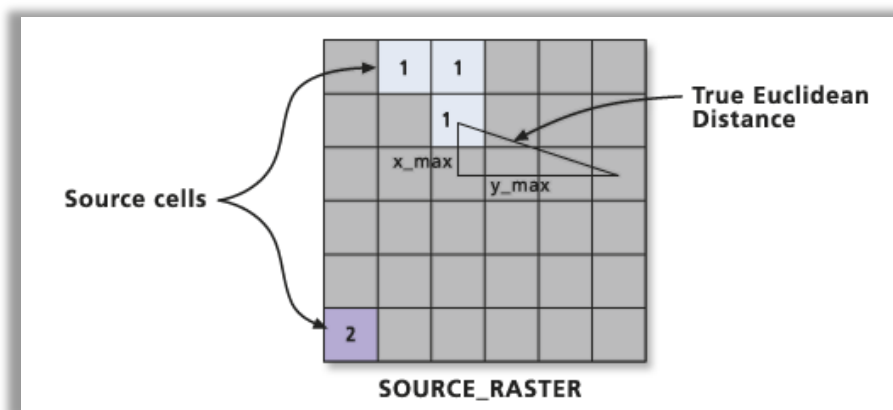 1 1
1
True Euclidean
Distance
x_max
y_max
Source cells
2
SOURCE_RASTER